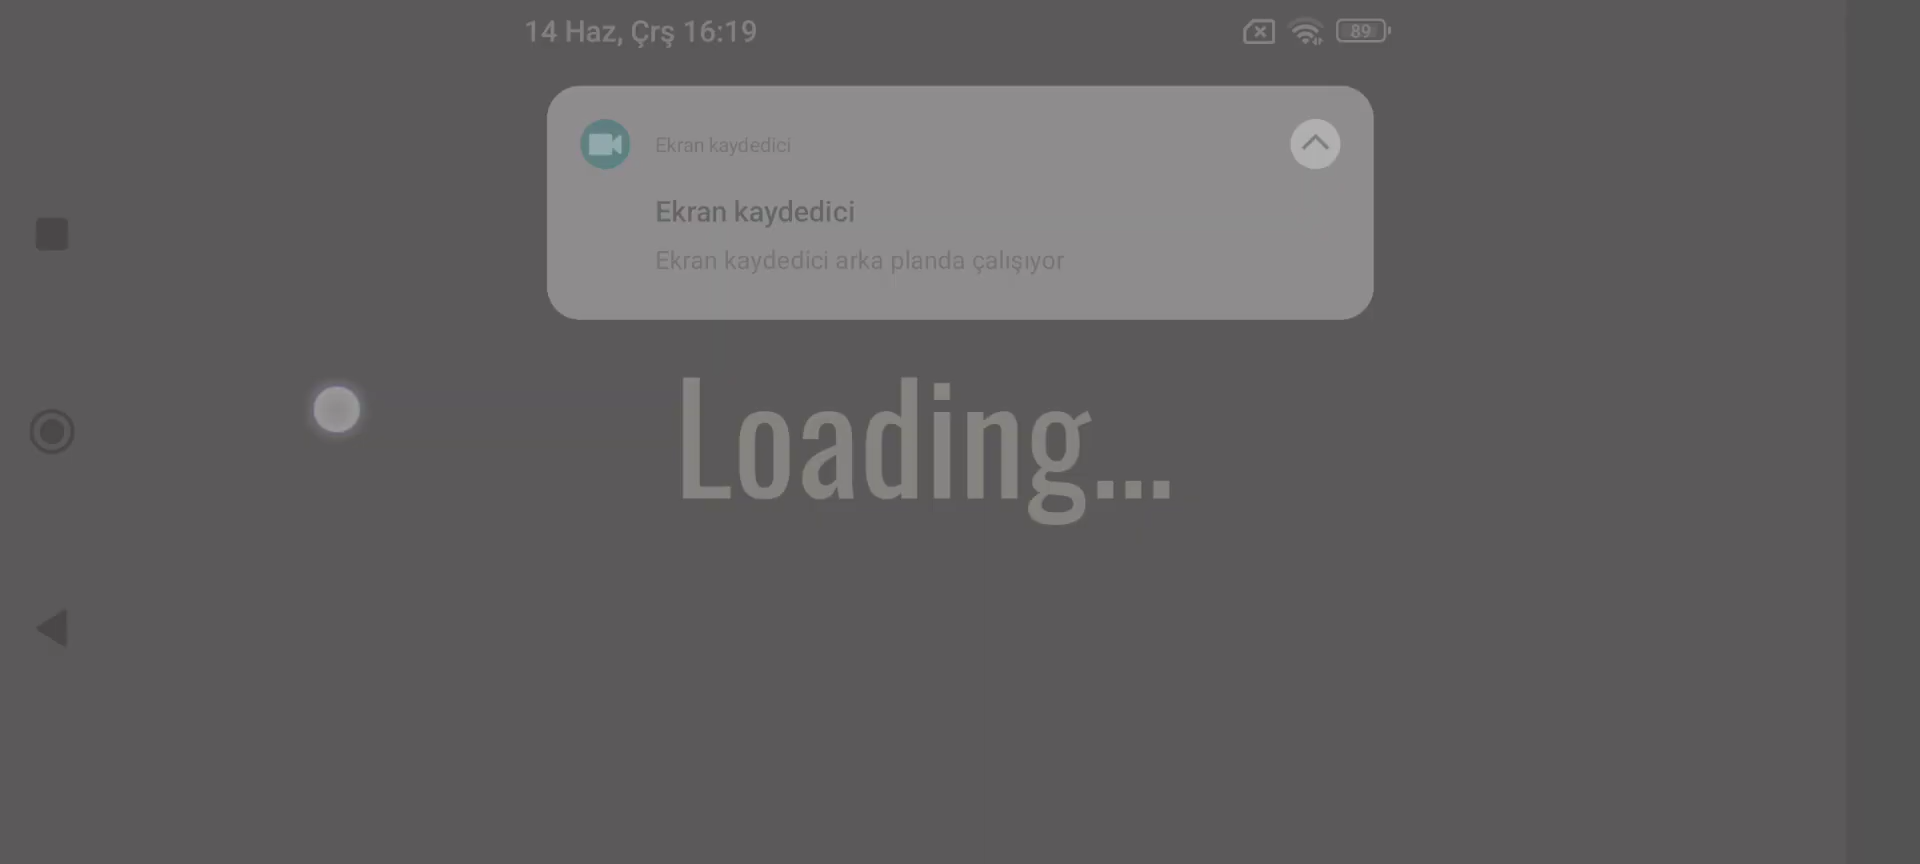 14 Haz, Çrş 16:19
89
Ekran kaydedici
Ekran kaydedici
Ekran kaydedici arka planda çalışıyor
Loading...